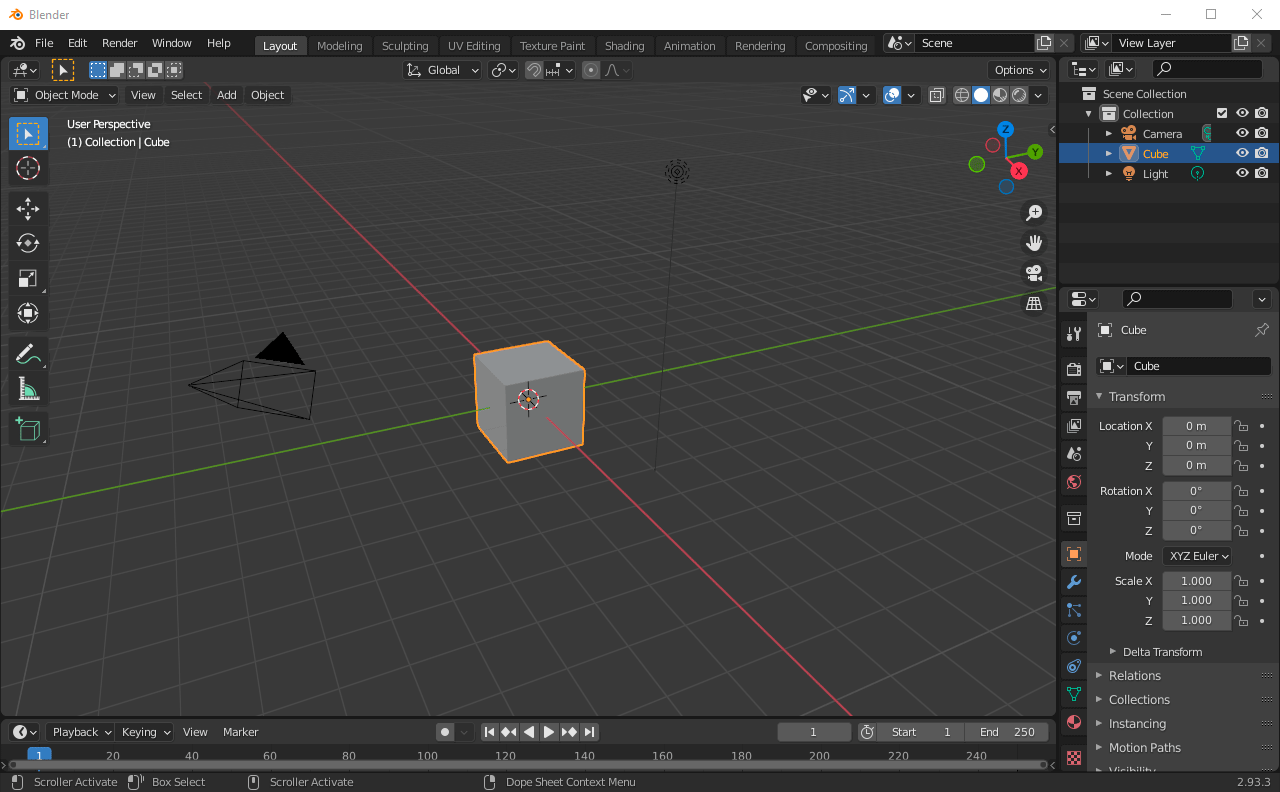 Blender
File Edit Render Window Help Layout Modeling Sculpting UV Editing Texture Paint Shading Animation Rendering Compositing Scene View Layer
Global Options
Object Mode View Select Add Object
User Perspective
(1) Collection | Cube
Z
Y
X
Scene Collection
Collection
Camera
Cube
Light
Cube
Cube
Transform
Location X 0 m
Y 0 m
Z 0 m
Rotation X 0°
Y 0°
Z 0°
Mode XYZ Euler
Scale X 1.000
Y 1.000
Z 1.000
Delta Transform
Relations
Collections
Instancing
Motion Paths
Visibility
Playback Keying View Marker 1 Start 1 End 250
1 20 40 60 80 100 120 140 160 180 200 220 240
Scroller Activate Box Select Scroller Activate Dope Sheet Context Menu 2.93.3